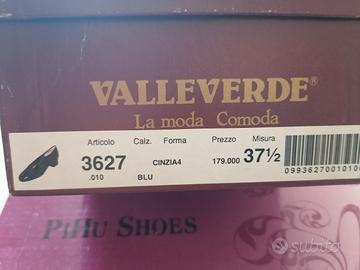 VALLEVERDE®
La moda Comoda
Articolo Calz. Forma Prezzo Misura
3627 CINZIA4 179.000 37½
.010 BLU
PIHU SHOES
subito